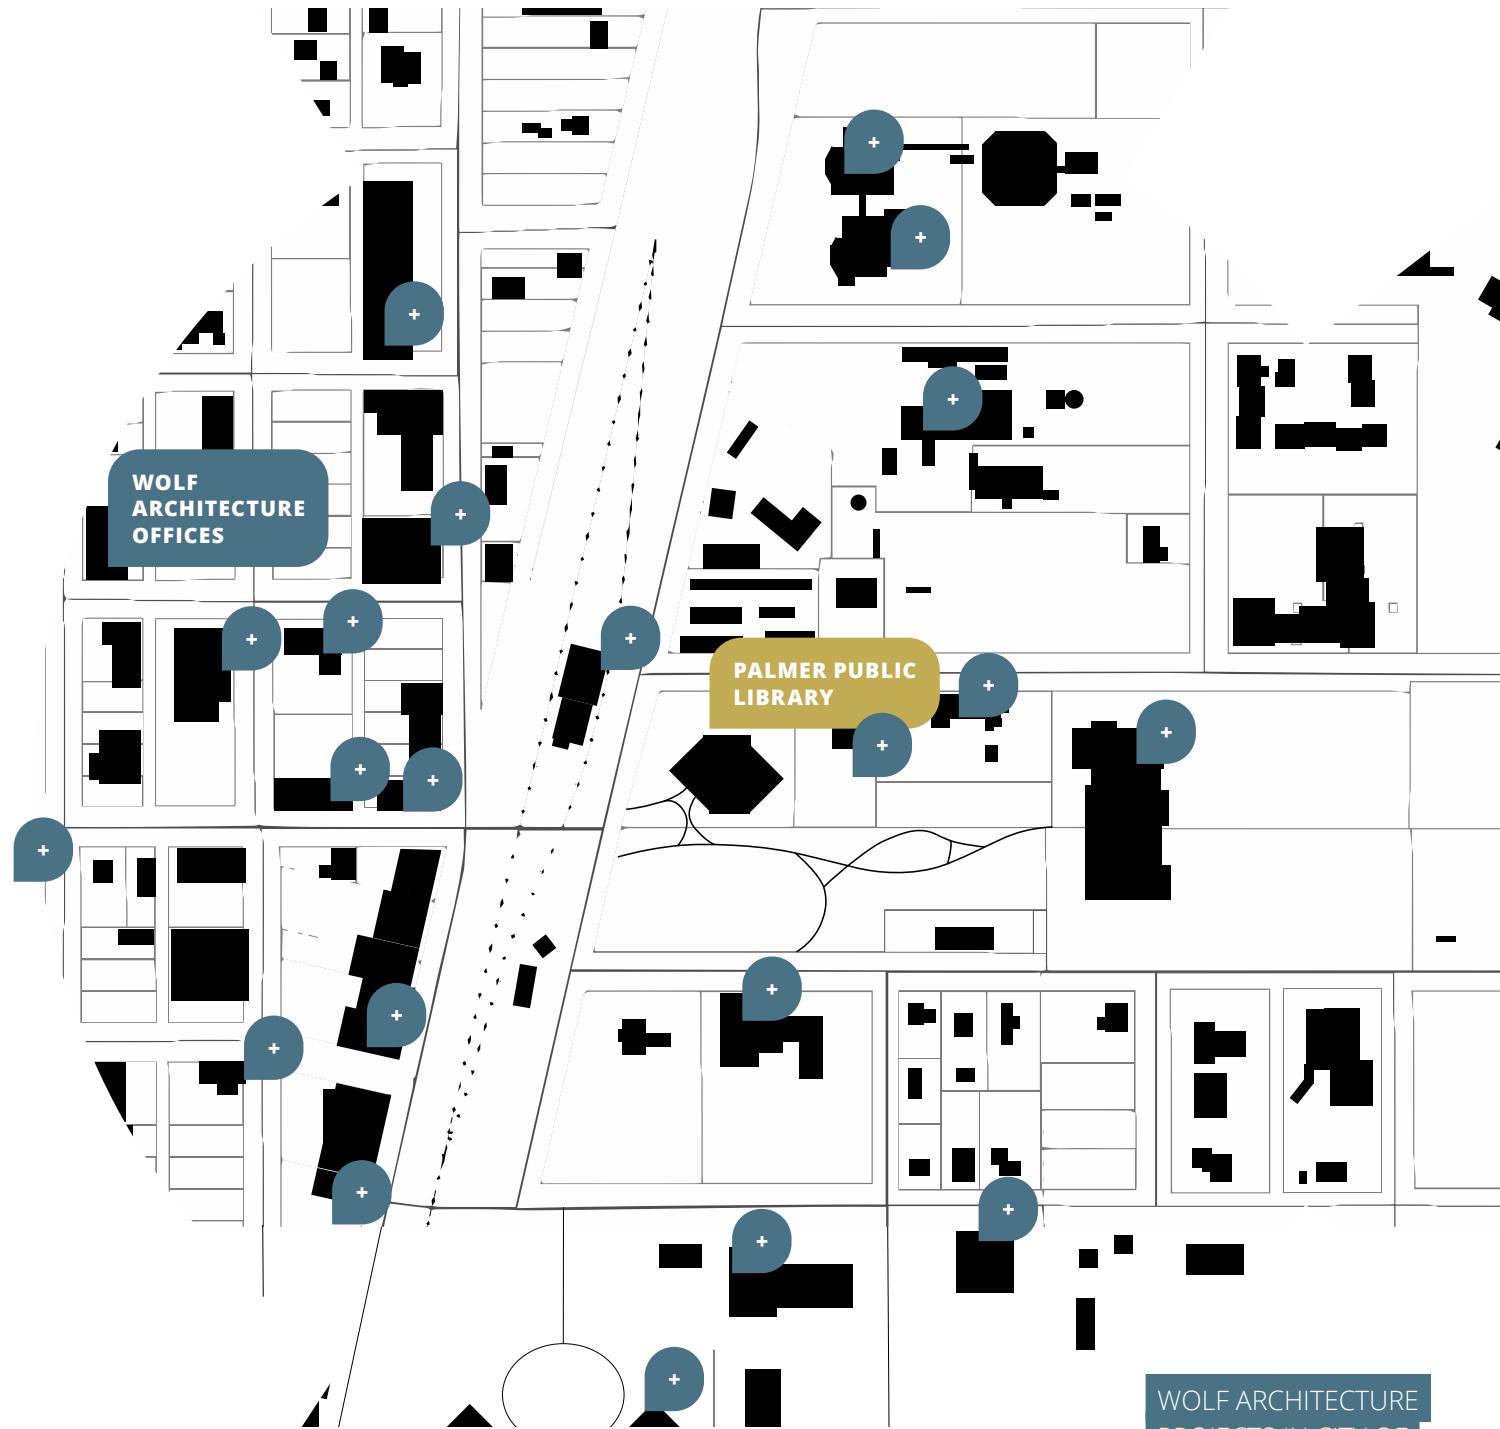 WOLF
ARCHITECTURE
OFFICES
PALMER PUBLIC
LIBRARY
WOLF ARCHITECTURE